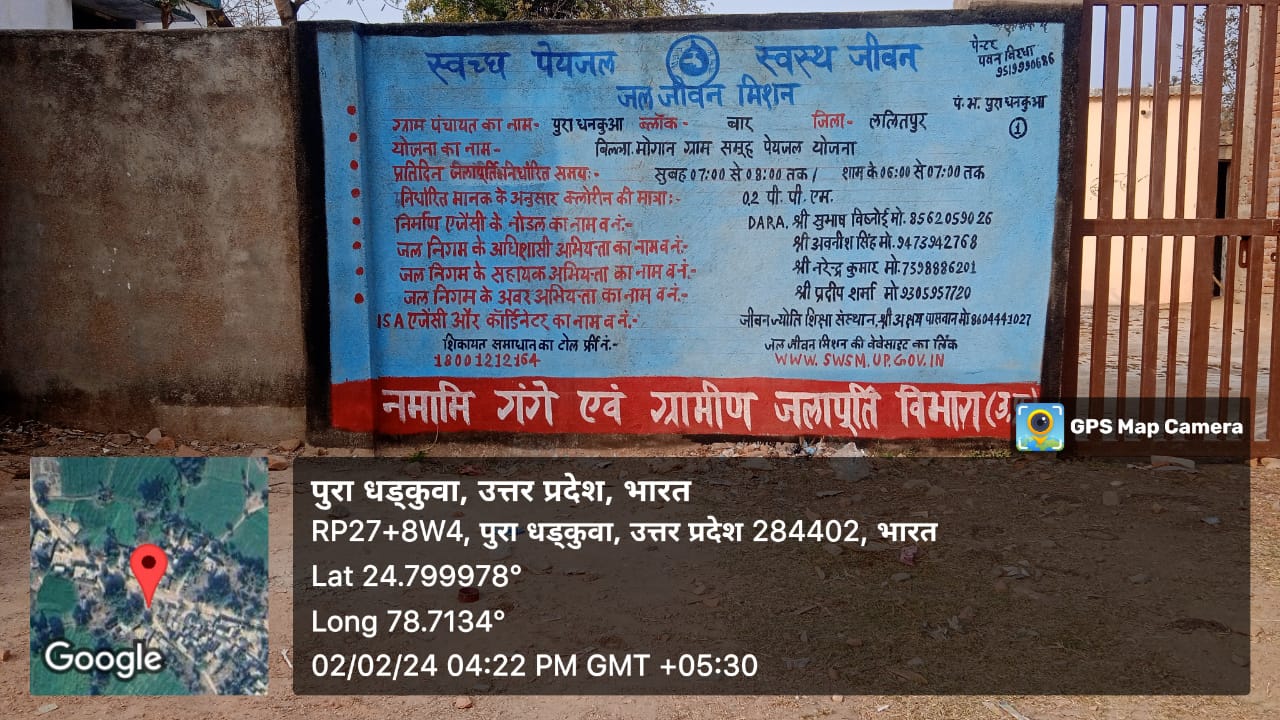 स्वच्छ पेयजल स्वस्थ जीवन
जल जीवन मिशन
पेन्टर
पवन विरधा
9519990686
पं. भ. पुरा धनकुआ
1
ग्राम पंचायत का नाम- पुरा धनकुआ ब्लॉक- बार जिला- ललितपुर
योजना का नाम- बिल्ला.मोगान ग्राम समूह पेयजल योजना
प्रतिदिन जलापूर्ति निर्धारित समय:- सुबह 07:00 से 08:00 तक / शाम के 06:00 से 07:00 तक
निर्धारित मानक के अनुसार क्लोरीन की मात्रा:- 0.2 पी. पी. एम.
निर्माण एजेंसी के नोडल का नाम व नं.- DARA. श्री सुभाष विष्नोई मो. 8562059026
जल निगम के अधिशासी अभियन्ता का नाम व नं.- श्री अवनीश सिंह मो. 9473942768
जल निगम के सहायक अभियन्ता का नाम व नं.- श्री नरेन्द्र कुमार मो. 7398886201
जल निगम के अवर अभियन्ता का नाम व नं.- श्री प्रदीप शर्मा मो 9305957720
ISA एजेंसी और कॉर्डिनेटर का नाम व नं.- जीवन ज्योति शिक्षा संस्थान, श्री अक्षय पासवान मो 8604441027
शिकायत समाधान का टोल फ्री नं.- जल जीवन मिशन की वेबेसाइट का लिंक
18001212164 WWW.SWSM.UP.GOV.IN
नमामि गंगे एवं ग्रामीण जलापूर्ति विभाग
GPS Map Camera
पुरा धड्कुवा, उत्तर प्रदेश, भारत
RP27+8W4, पुरा धड्कुवा, उत्तर प्रदेश 284402, भारत
Lat 24.799978°
Long 78.7134°
02/02/24 04:22 PM GMT +05:30
Google